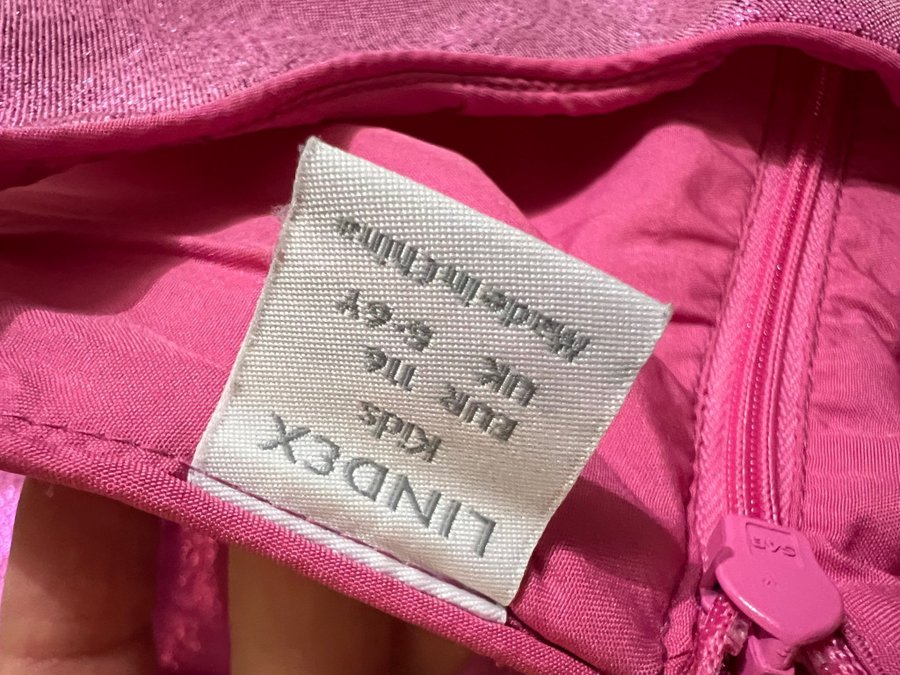 LINDEX
Kids
EUR 116
UK 5-6Y
Made in China